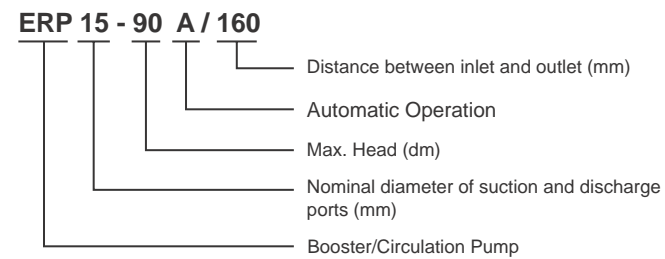 ERP 15 - 90 A / 160
Distance between inlet and outlet (mm)
Automatic Operation
Max. Head (dm)
Nominal diameter of suction and discharge
ports (mm)
Booster/Circulation Pump